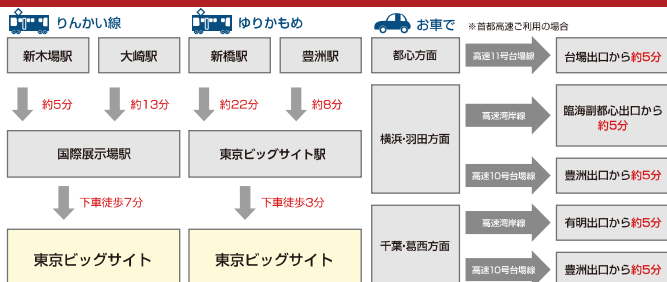 りんかい線
新木場駅
大崎駅
約5分
約13分
国際展示場駅
下車徒歩7分
東京ビッグサイト
ゆりかもめ
新橋駅
豊洲駅
約22分
約8分
東京ビッグサイト駅
下車徒歩3分
東京ビッグサイト
お車で ※首都高速ご利用の場合
都心方面
高速11号台場線
台場出口から約5分
横浜・羽田方面
高速湾岸線
臨海副都心出口から
約5分
高速10号台場線
豊洲出口から約5分
千葉・葛西方面
高速湾岸線
有明出口から約5分
高速10号台場線
豊洲出口から約5分